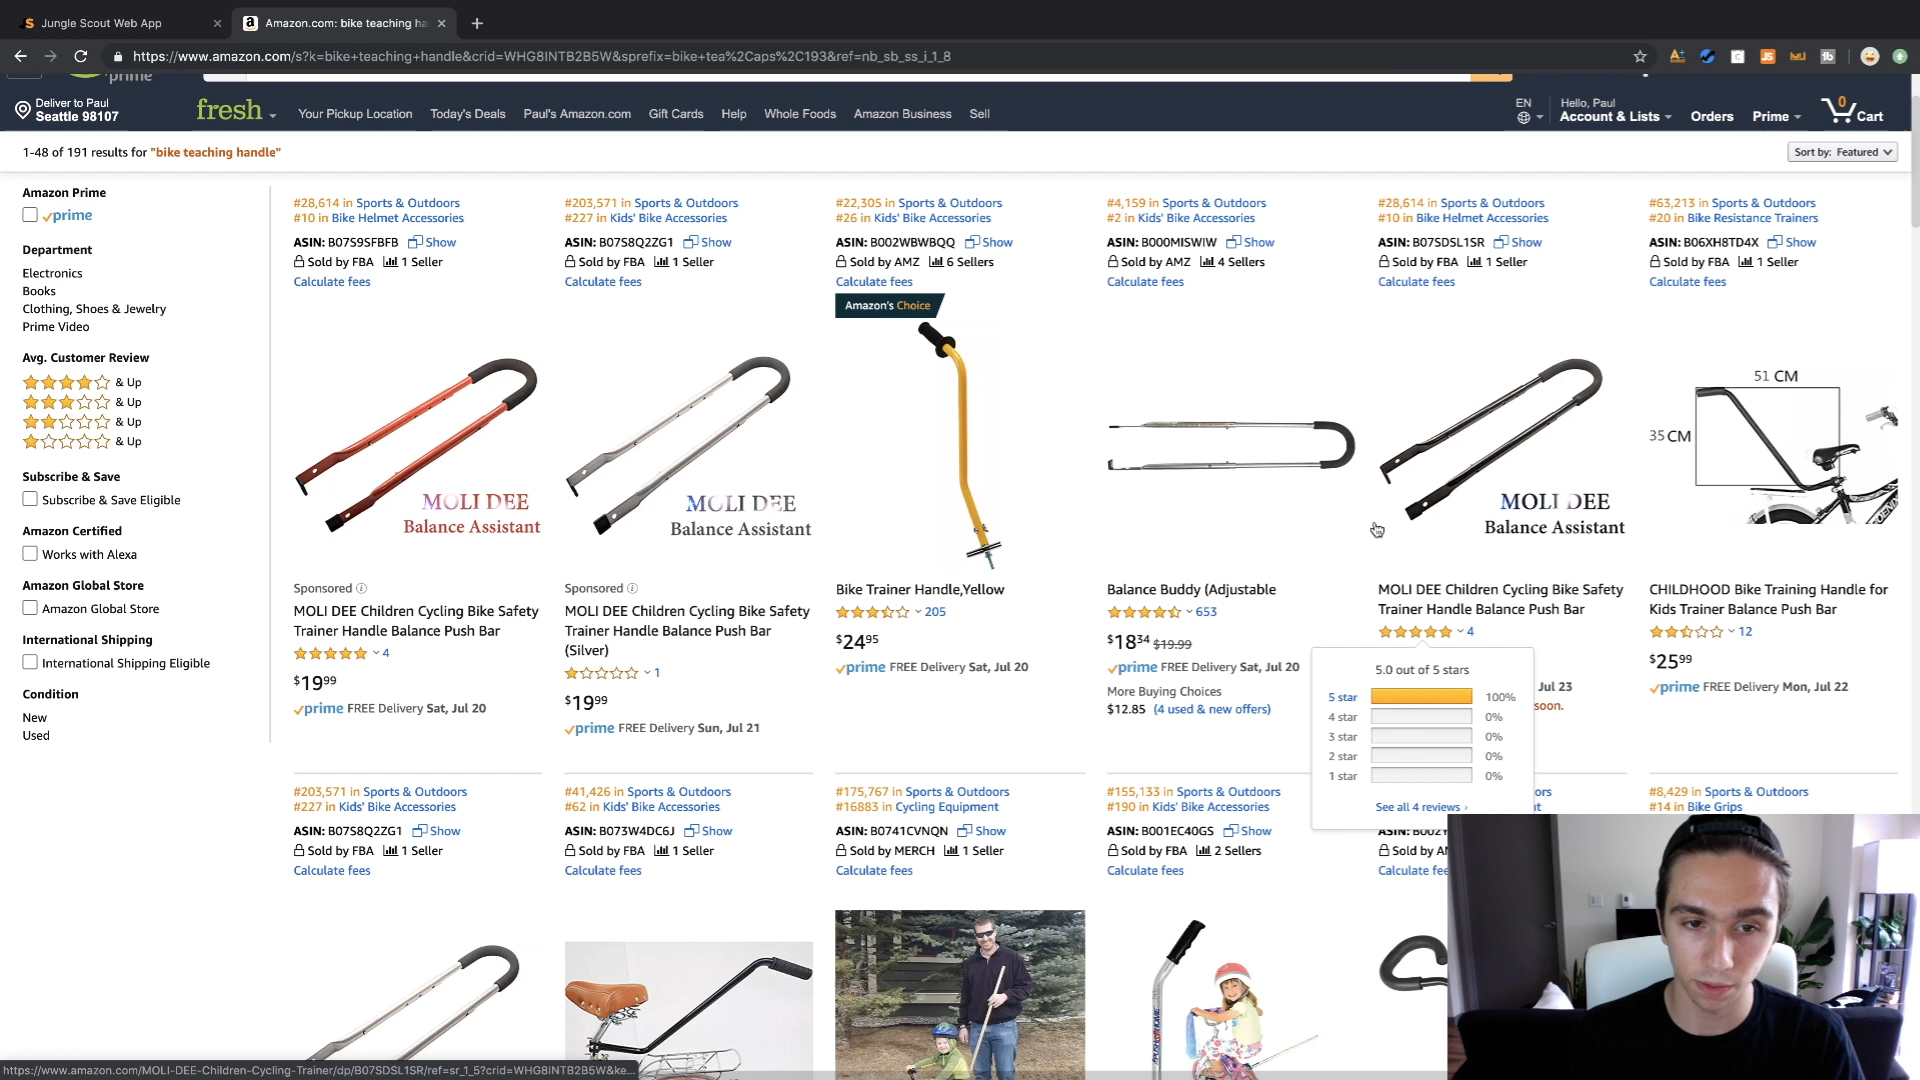 Jungle Scout Web App
Amazon.com: bike teaching ha
https://www.amazon.com/s?k=bike+teaching+handle&crid=WHG8INTB2B5W&sprefix=bike+tea%2Caps%2C193&ref=nb_sb_ss_i_1_8
prime
Deliver to Paul
Seattle 98107
fresh
Your Pickup Location Today's Deals Paul's Amazon.com Gift Cards Help Whole Foods Amazon Business Sell
EN
Hello, Paul
Account & Lists Orders Prime 0 Cart
1-48 of 191 results for "bike teaching handle"
Sort by: Featured
Amazon Prime
prime
Department
Electronics
Books
Clothing, Shoes & Jewelry
Prime Video
Avg. Customer Review
& Up
& Up
& Up
& Up
Subscribe & Save
Subscribe & Save Eligible
Amazon Certified
Works with Alexa
Amazon Global Store
Amazon Global Store
International Shipping
International Shipping Eligible
Condition
New
Used
#28,614 in Sports & Outdoors
#10 in Bike Helmet Accessories
ASIN: B07S9SFBFB Show
Sold by FBA 1 Seller
Calculate fees
MOLI DEE
Balance Assistant
Sponsored
MOLI DEE Children Cycling Bike Safety
Trainer Handle Balance Push Bar
4
$19.99
prime FREE Delivery Sat, Jul 20
#203,571 in Sports & Outdoors
#227 in Kids' Bike Accessories
ASIN: B07S8Q2ZG1 Show
Sold by FBA 1 Seller
Calculate fees
MOLI DEE
Balance Assistant
Sponsored
MOLI DEE Children Cycling Bike Safety
Trainer Handle Balance Push Bar
(Silver)
1
$19.99
prime FREE Delivery Sun, Jul 21
#22,305 in Sports & Outdoors
#26 in Kids' Bike Accessories
ASIN: B002WBWBQQ Show
Sold by AMZ 6 Sellers
Calculate fees
Amazon's Choice
Bike Trainer Handle,Yellow
205
$24.95
prime FREE Delivery Sat, Jul 20
#4,159 in Sports & Outdoors
#2 in Kids' Bike Accessories
ASIN: B000MISWIW Show
Sold by AMZ 4 Sellers
Calculate fees
Balance Buddy (Adjustable
653
$18.34 $19.99
prime FREE Delivery Sat, Jul 20
More Buying Choices
$12.85 (4 used & new offers)
#28,614 in Sports & Outdoors
#10 in Bike Helmet Accessories
ASIN: B07SDSL1SR Show
Sold by FBA 1 Seller
Calculate fees
MOLI DEE
Balance Assistant
MOLI DEE Children Cycling Bike Safety
Trainer Handle Balance Push Bar
4
Jul 23
soon.
5.0 out of 5 stars
5 star 100%
4 star 0%
3 star 0%
2 star 0%
1 star 0%
See all 4 reviews
#63,213 in Sports & Outdoors
#20 in Bike Resistance Trainers
ASIN: B06XH8TD4X Show
Sold by FBA 1 Seller
Calculate fees
51 CM
35 CM
CHILDHOOD Bike Training Handle for
Kids Trainer Balance Push Bar
12
$25.99
prime FREE Delivery Mon, Jul 22
#203,571 in Sports & Outdoors
#227 in Kids' Bike Accessories
ASIN: B07S8Q2ZG1 Show
Sold by FBA 1 Seller
Calculate fees
#41,426 in Sports & Outdoors
#62 in Kids' Bike Accessories
ASIN: B073W4DC6J Show
Sold by FBA 1 Seller
Calculate fees
#175,767 in Sports & Outdoors
#16883 in Cycling Equipment
ASIN: B0741CVNQN Show
Sold by MERCH 1 Seller
Calculate fees
#155,133 in Sports & Outdoors
#190 in Kids' Bike Accessories
ASIN: B001EC40GS Show
Sold by FBA 2 Sellers
Calculate fees
ors
nt
ASIN: B002Y
Sold by AM
Calculate fee
#8,429 in Sports & Outdoors
#14 in Bike Grips
https://www.amazon.com/MOLI-DEE-Children-Cycling-Trainer/dp/B07SDSL1SR/ref=sr_1_5?crid=WHG8INTB2B5W&ke...